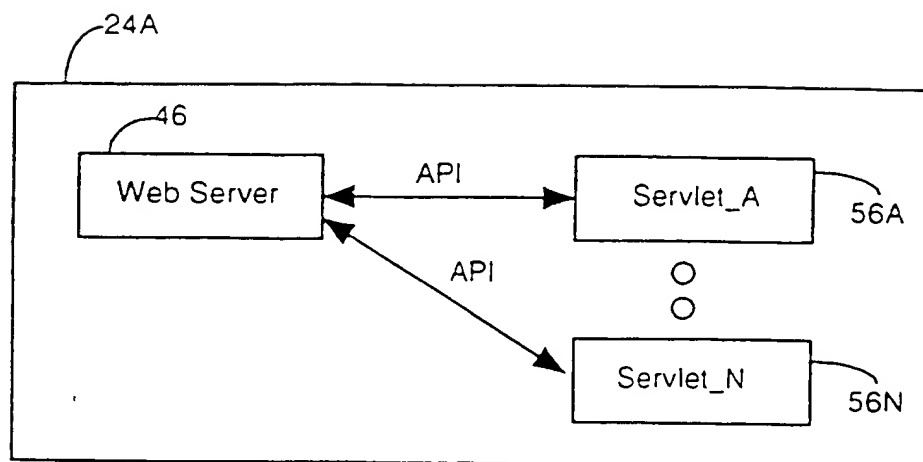 24A
46
Web Server
API
Servlet_A
56A
API
Servlet_N
56N